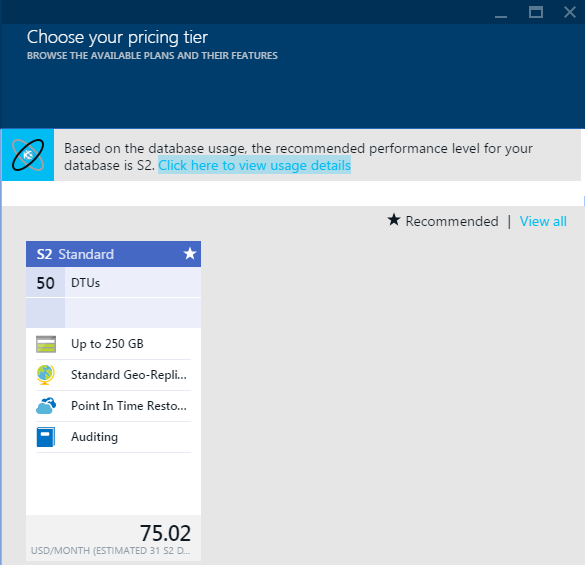 Choose your pricing tier
BROWSE THE AVAILABLE PLANS AND THEIR FEATURES
Based on the database usage, the recommended performance level for your
database is S2. Click here to view usage details
★ Recommended | View all
S2 Standard ★
50 DTUs
Up to 250 GB
Standard Geo-Repli...
Point In Time Resto...
Auditing
75.02
USD/MONTH (ESTIMATED 31 S2 D...